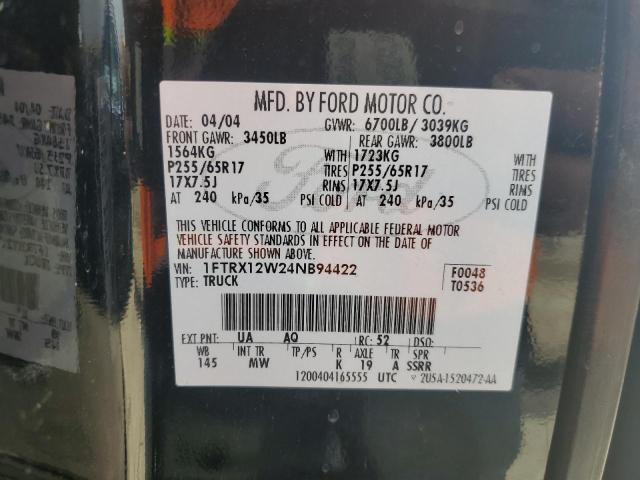 MFD. BY FORD MOTOR CO.
DATE: 04/04 GVWR: 6700LB/ 3039KG
FRONT GAWR: 3450LB REAR GAWR: 3800LB
1564KG WITH 1723KG WITH
P255/65R17 TIRES P255/65R17 TIRES
17X7.5J RIMS 17X7.5J RIMS
AT 240 kPa/35 PSI COLD AT 240 kPa/35 PSI COLD
Ford
THIS VEHICLE CONFORMS TO ALL APPLICABLE FEDERAL MOTOR
VEHICLE SAFETY STANDARDS IN EFFECT ON THE DATE OF
MANUFACTURE SHOWN ABOVE.
VIN: 1FTRX12W24NB94422 F0048
TYPE: TRUCK T0536
EXT PNT: UA AQ RC: 52 DSO:
WB INT TR TP/PS R AXLE TR SPR
145 MW K 19 A SSRR
1200404165555 UTC 2U5A-1520472-AA